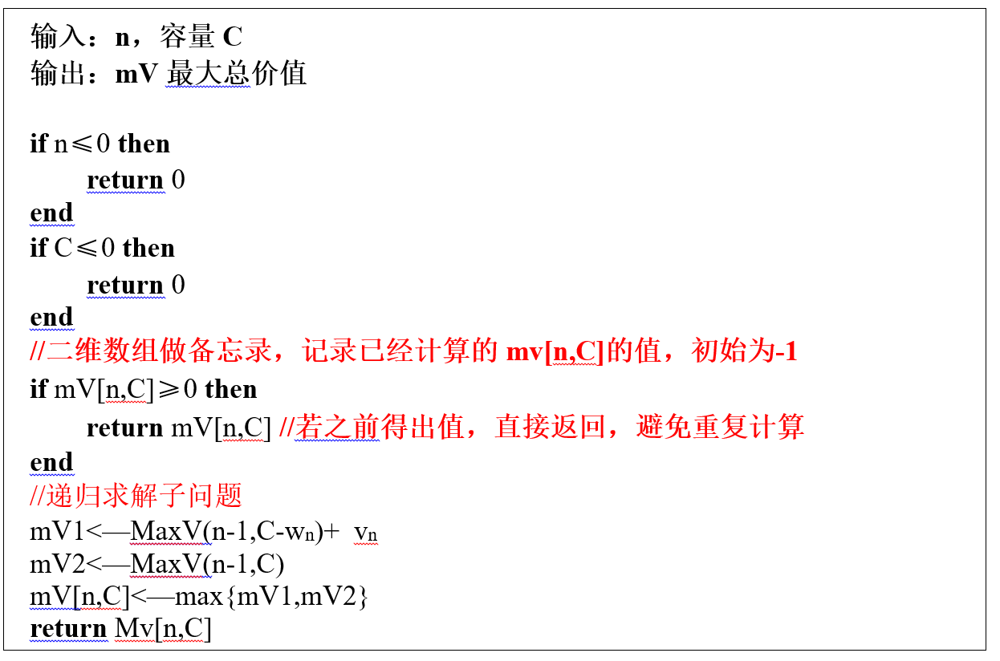 输入：n，容量 C
输出：mV 最大总价值
if n≤0 then
return 0
end
if C≤0 then
return 0
end
//二维数组做备忘录，记录已经计算的 mv[n,C]的值，初始为-1
if mV[n,C]≥0 then
return mV[n,C] //若之前得出值，直接返回，避免重复计算
end
//递归求解子问题
mV1<—MaxV(n-1,C-wn)+ vn
mV2<—MaxV(n-1,C)
mV[n,C]<—max{mV1,mV2}
return Mv[n,C]